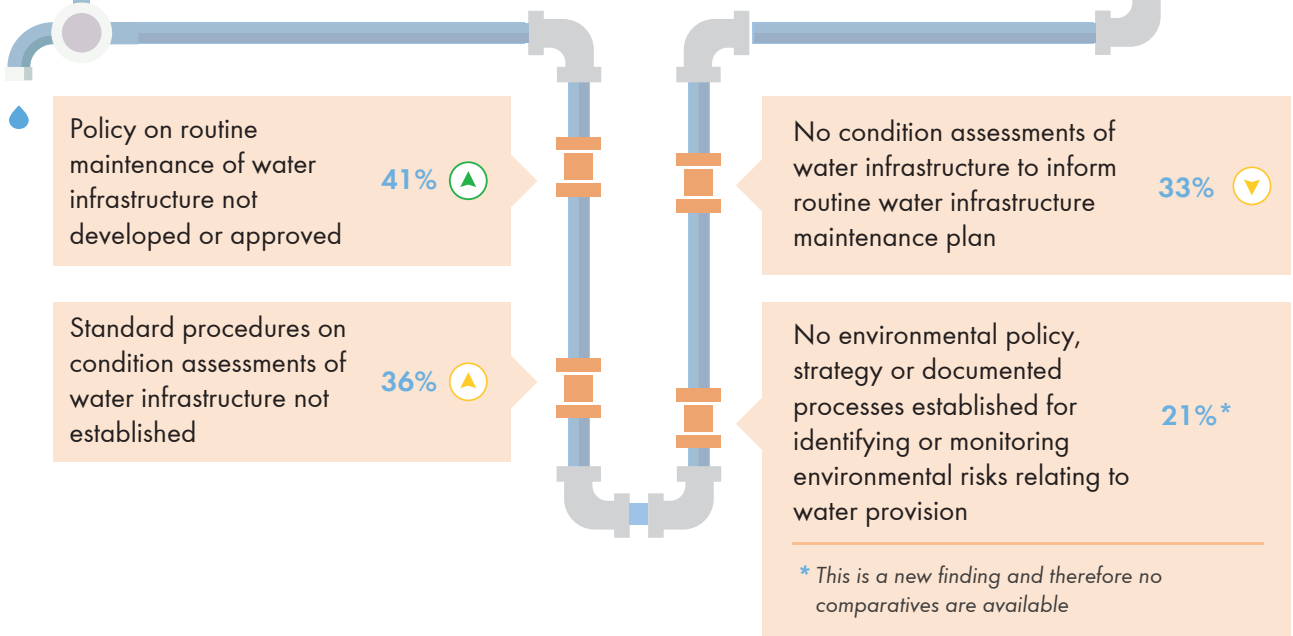 Policy on routine
maintenance of water
infrastructure not
developed or approved
41%
Standard procedures on
condition assessments of
water infrastructure not
established
36%
No condition assessments of
water infrastructure to inform
routine water infrastructure
maintenance plan
33%
No environmental policy,
strategy or documented
processes established for
identifying or monitoring
environmental risks relating to
water provision
21%*
* This is a new finding and therefore no
comparatives are available